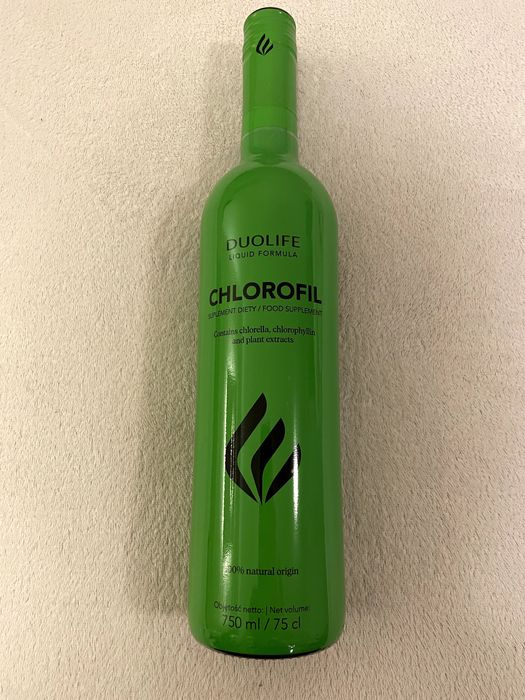 DUOLIFE
LIQUID FORMULA
CHLOROFIL
SUPLEMENT DIETY / FOOD SUPPLEMENT
Contains chlorella, chlorophyllin
and plant extracts
100% natural origin
Objętość netto: | Net volume:
750 ml / 75 cl